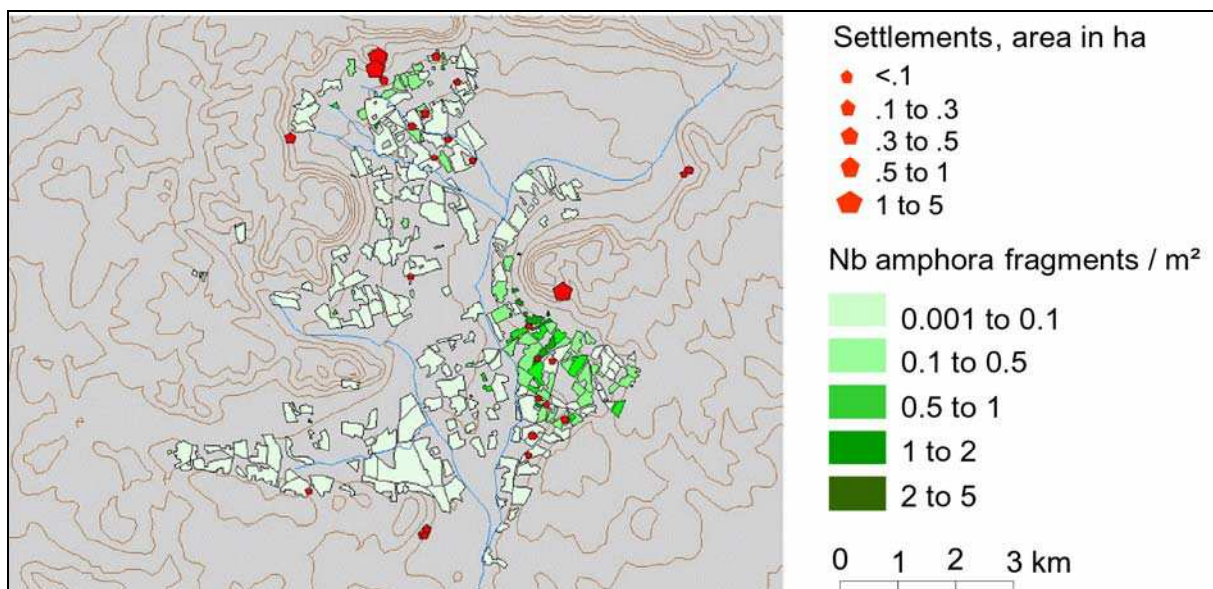 Settlements, area in ha
<.1
.1 to .3
.3 to .5
.5 to 1
1 to 5
Nb amphora fragments / m²
0.001 to 0.1
0.1 to 0.5
0.5 to 1
1 to 2
2 to 5
0 1 2 3 km